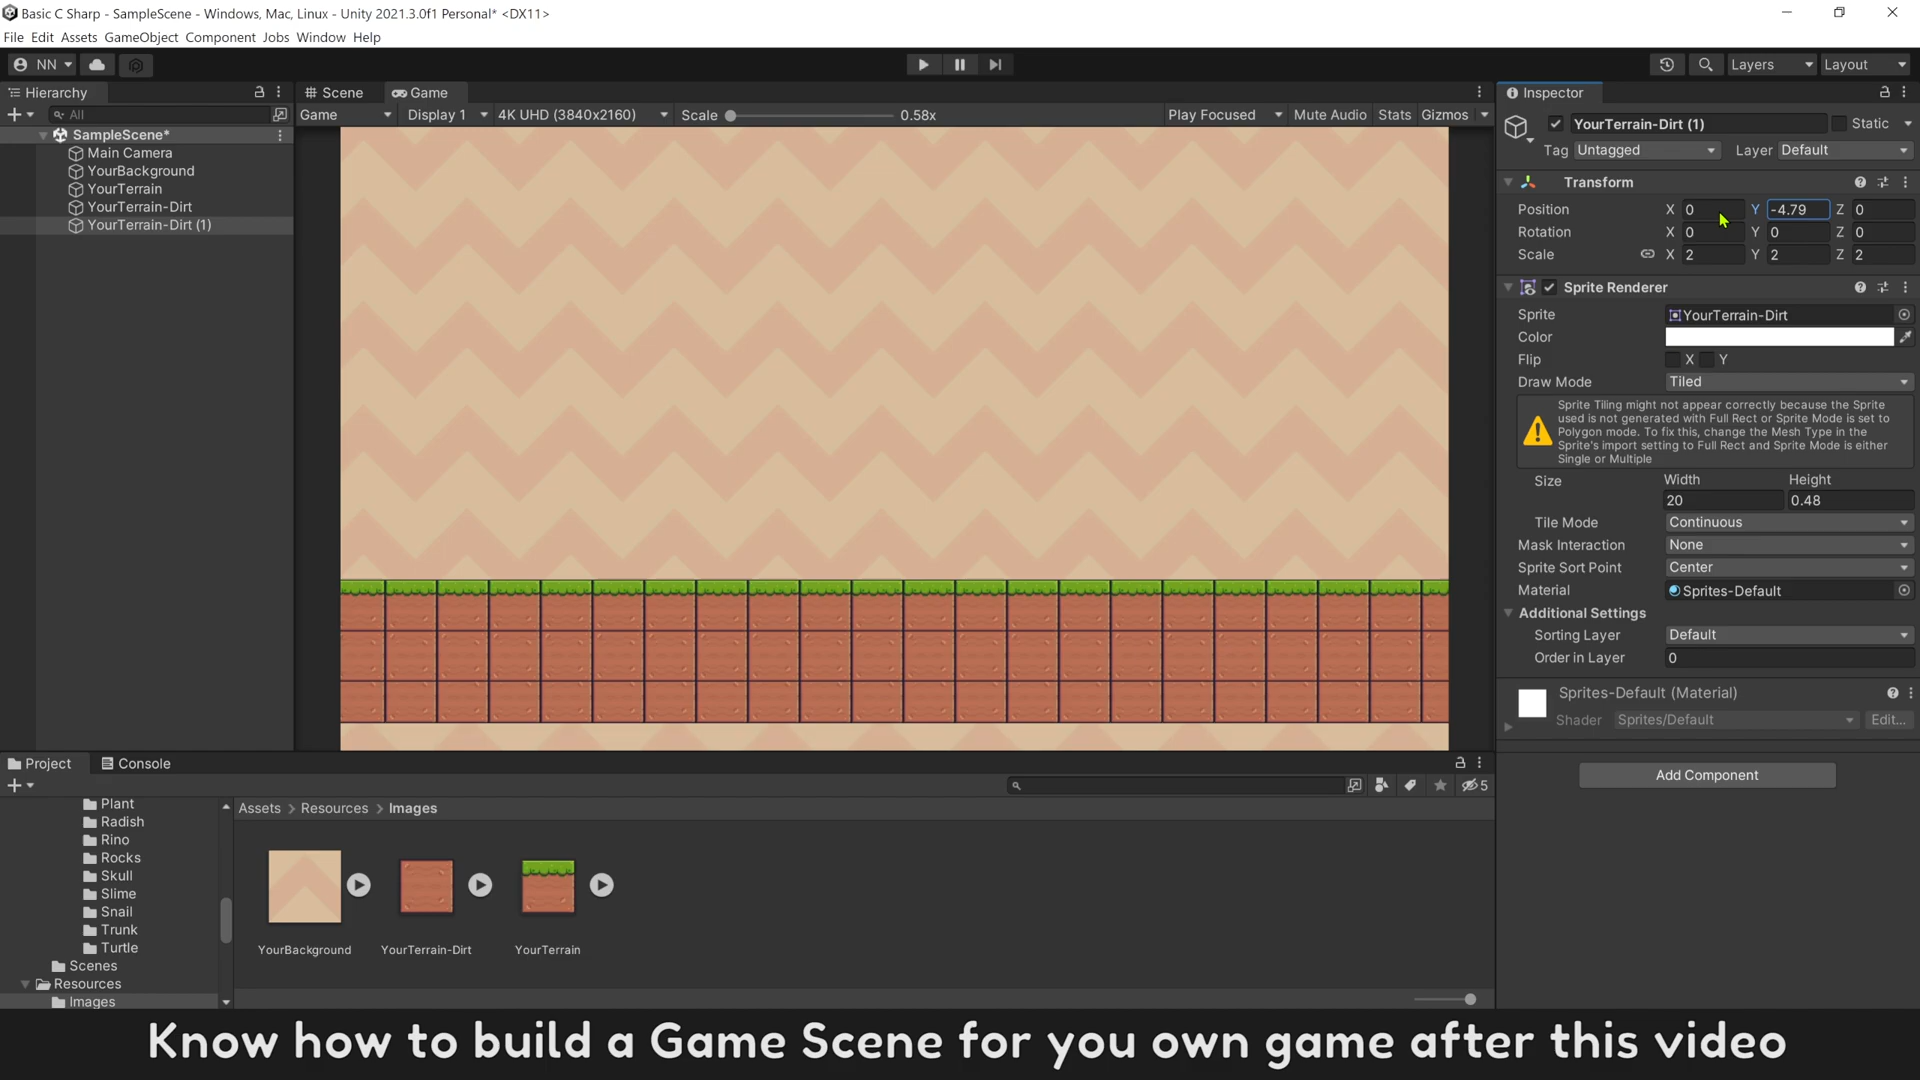 Basic C Sharp - SampleScene - Windows, Mac, Linux - Unity 2021.3.0f1 Personal* <DX11>
File Edit Assets GameObject Component Jobs Window Help
NN Layers Layout
Hierarchy
All
SampleScene*
Main Camera
YourBackground
YourTerrain
YourTerrain-Dirt
YourTerrain-Dirt (1)
Scene Game
Game Display 1 4K UHD (3840x2160) Scale 0.58x Play Focused Mute Audio Stats Gizmos
Inspector
YourTerrain-Dirt (1) Static
Tag Untagged Layer Default
Transform
Position X 0 Y -4.79 Z 0
Rotation X 0 Y 0 Z 0
Scale X 2 Y 2 Z 2
Sprite Renderer
Sprite YourTerrain-Dirt
Color
Flip X Y
Draw Mode Tiled
Sprite Tiling might not appear correctly because the Sprite
used is not generated with Full Rect or Sprite Mode is set to
Polygon mode. To fix this, change the Mesh Type in the
Sprite's import setting to Full Rect and Sprite Mode is either
Single or Multiple
Size Width Height
20 0.48
Tile Mode Continuous
Mask Interaction None
Sprite Sort Point Center
Material Sprites-Default
Additional Settings
Sorting Layer Default
Order in Layer 0
Sprites-Default (Material)
Shader Sprites/Default Edit...
Add Component
Project Console
5
Plant
Radish
Rino
Rocks
Skull
Slime
Snail
Trunk
Turtle
Scenes
Resources
Images
Assets > Resources > Images
YourBackground YourTerrain-Dirt YourTerrain
Know how to build a Game Scene for you own game after this video